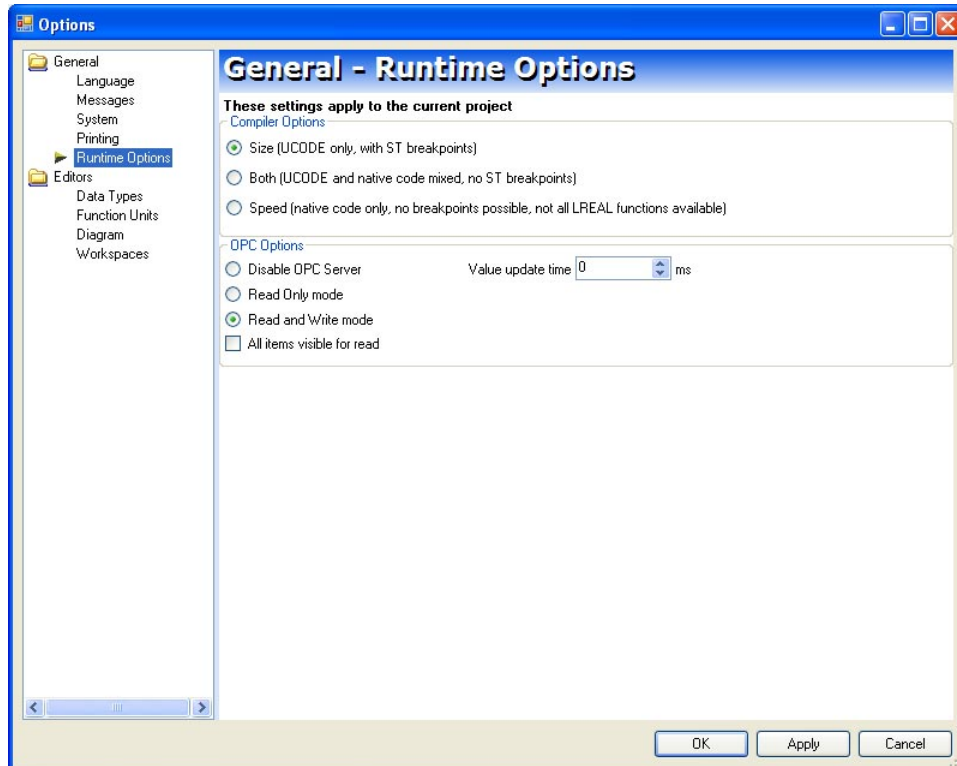 Options
General
Language
Messages
System
Printing
Runtime Options
Editors
Data Types
Function Units
Diagram
Workspaces
General - Runtime Options
These settings apply to the current project
Compiler Options
Size (UCODE only, with ST breakpoints)
Both (UCODE and native code mixed, no ST breakpoints)
Speed (native code only, no breakpoints possible, not all LREAL functions available)
OPC Options
Disable OPC Server Value update time 0 ms
Read Only mode
Read and Write mode
All items visible for read
OK Apply Cancel